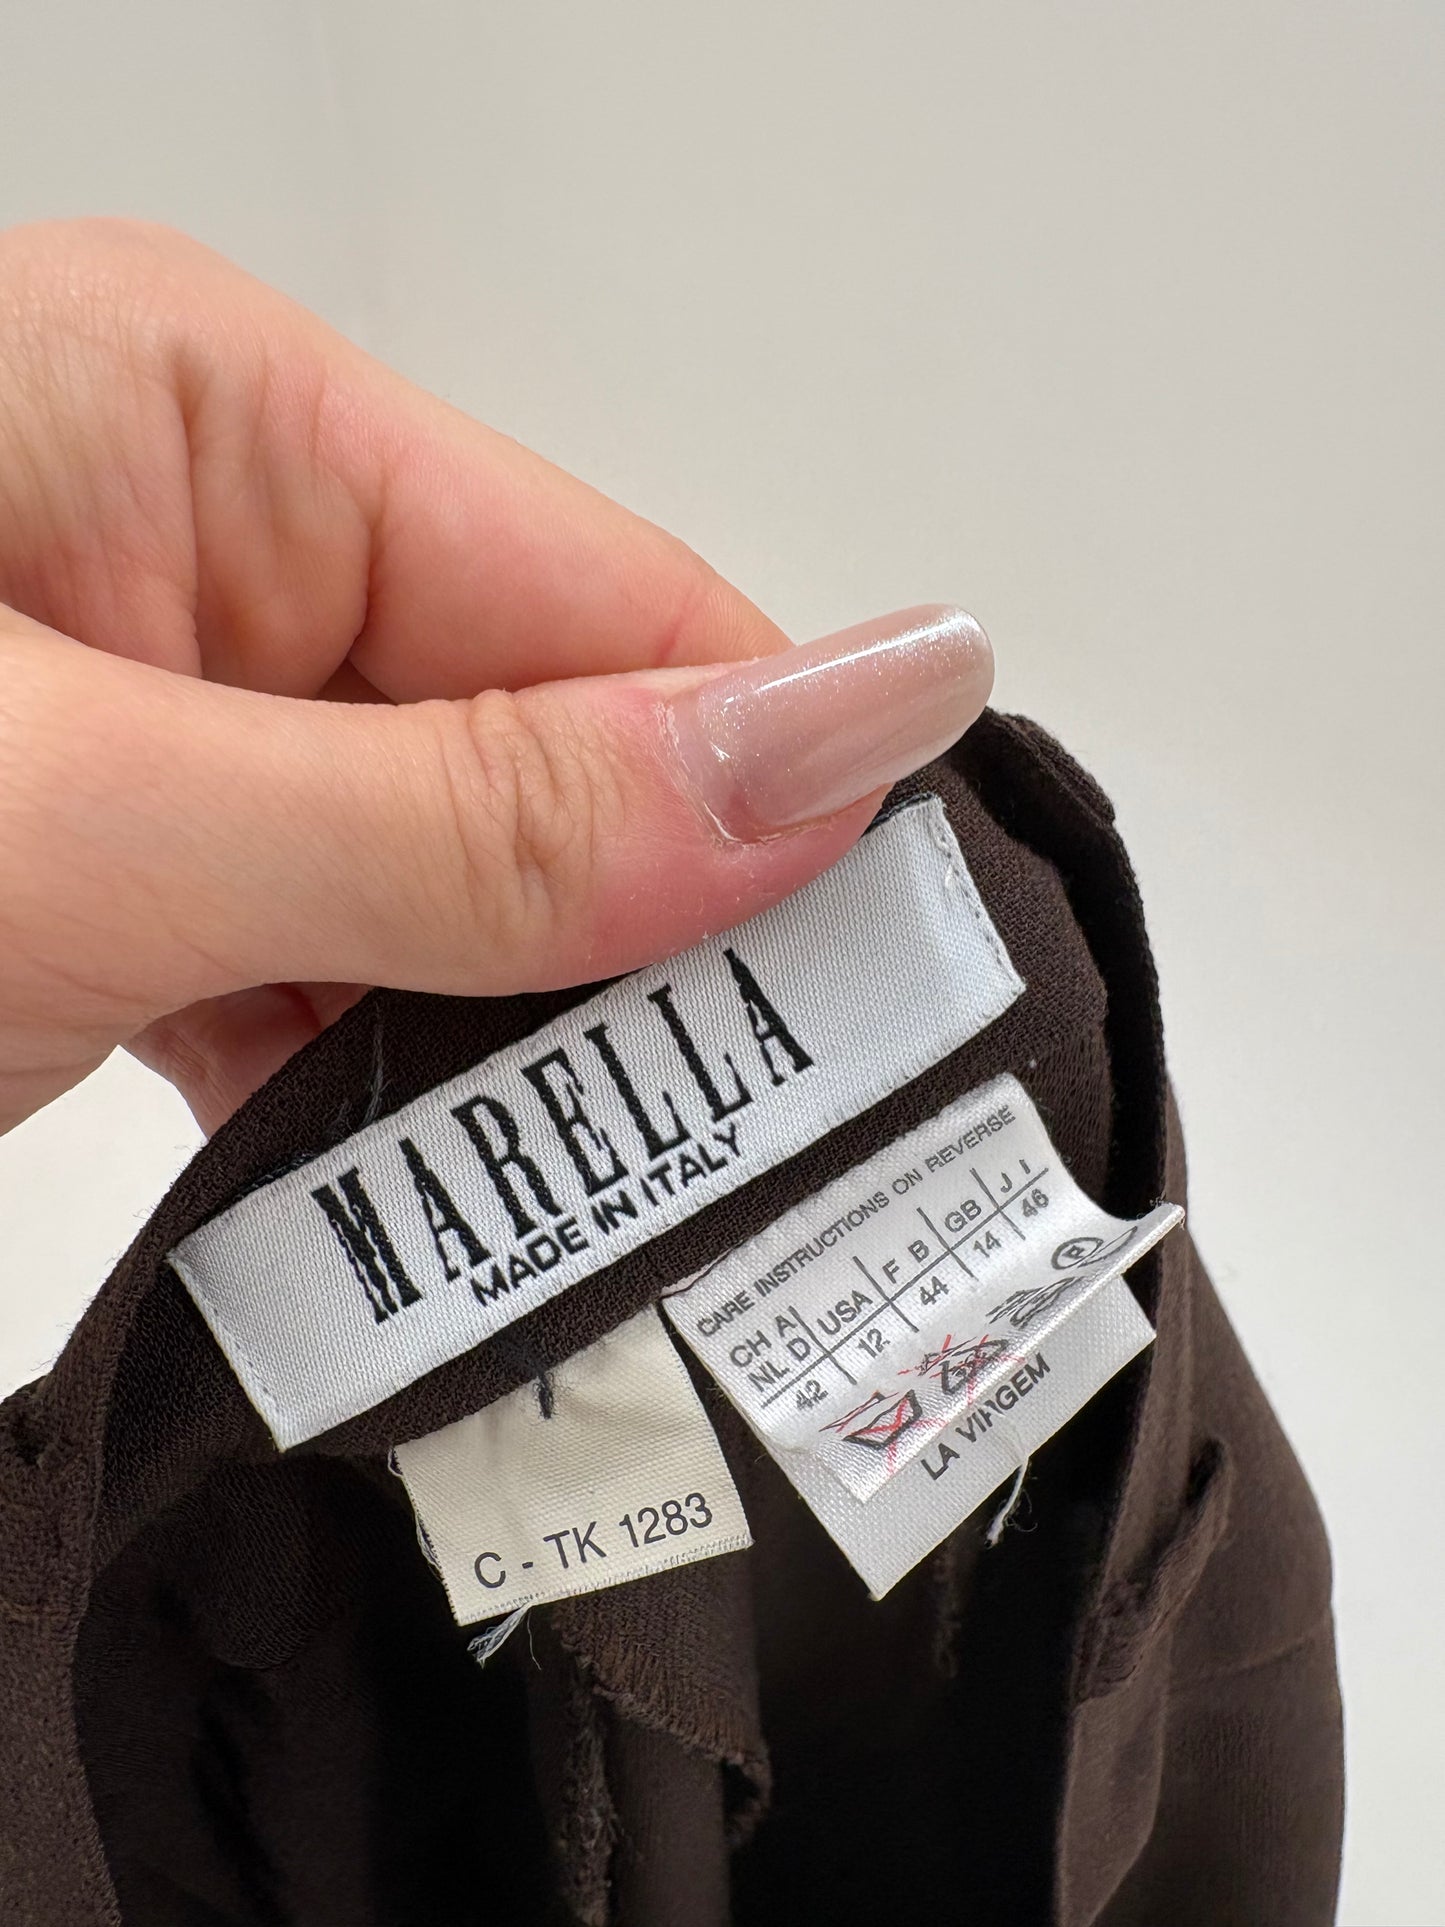 MARELLA
MADE IN ITALY
CARE INSTRUCTIONS ON REVERSE
CH A USA F B GB J I
NL D
42 12 44 14 46
P
LA VIRGEM
C - TK 1283